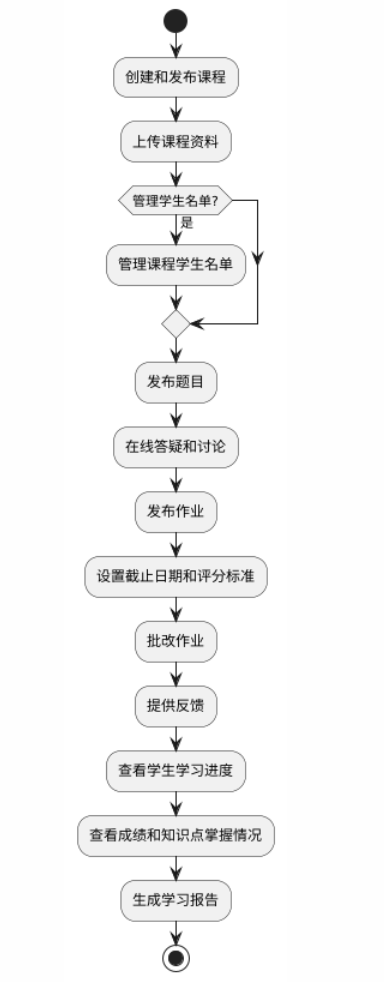 创建和发布课程
上传课程资料
管理学生名单?
是
管理课程学生名单
发布题目
在线答疑和讨论
发布作业
设置截止日期和评分标准
批改作业
提供反馈
查看学生学习进度
查看成绩和知识点掌握情况
生成学习报告